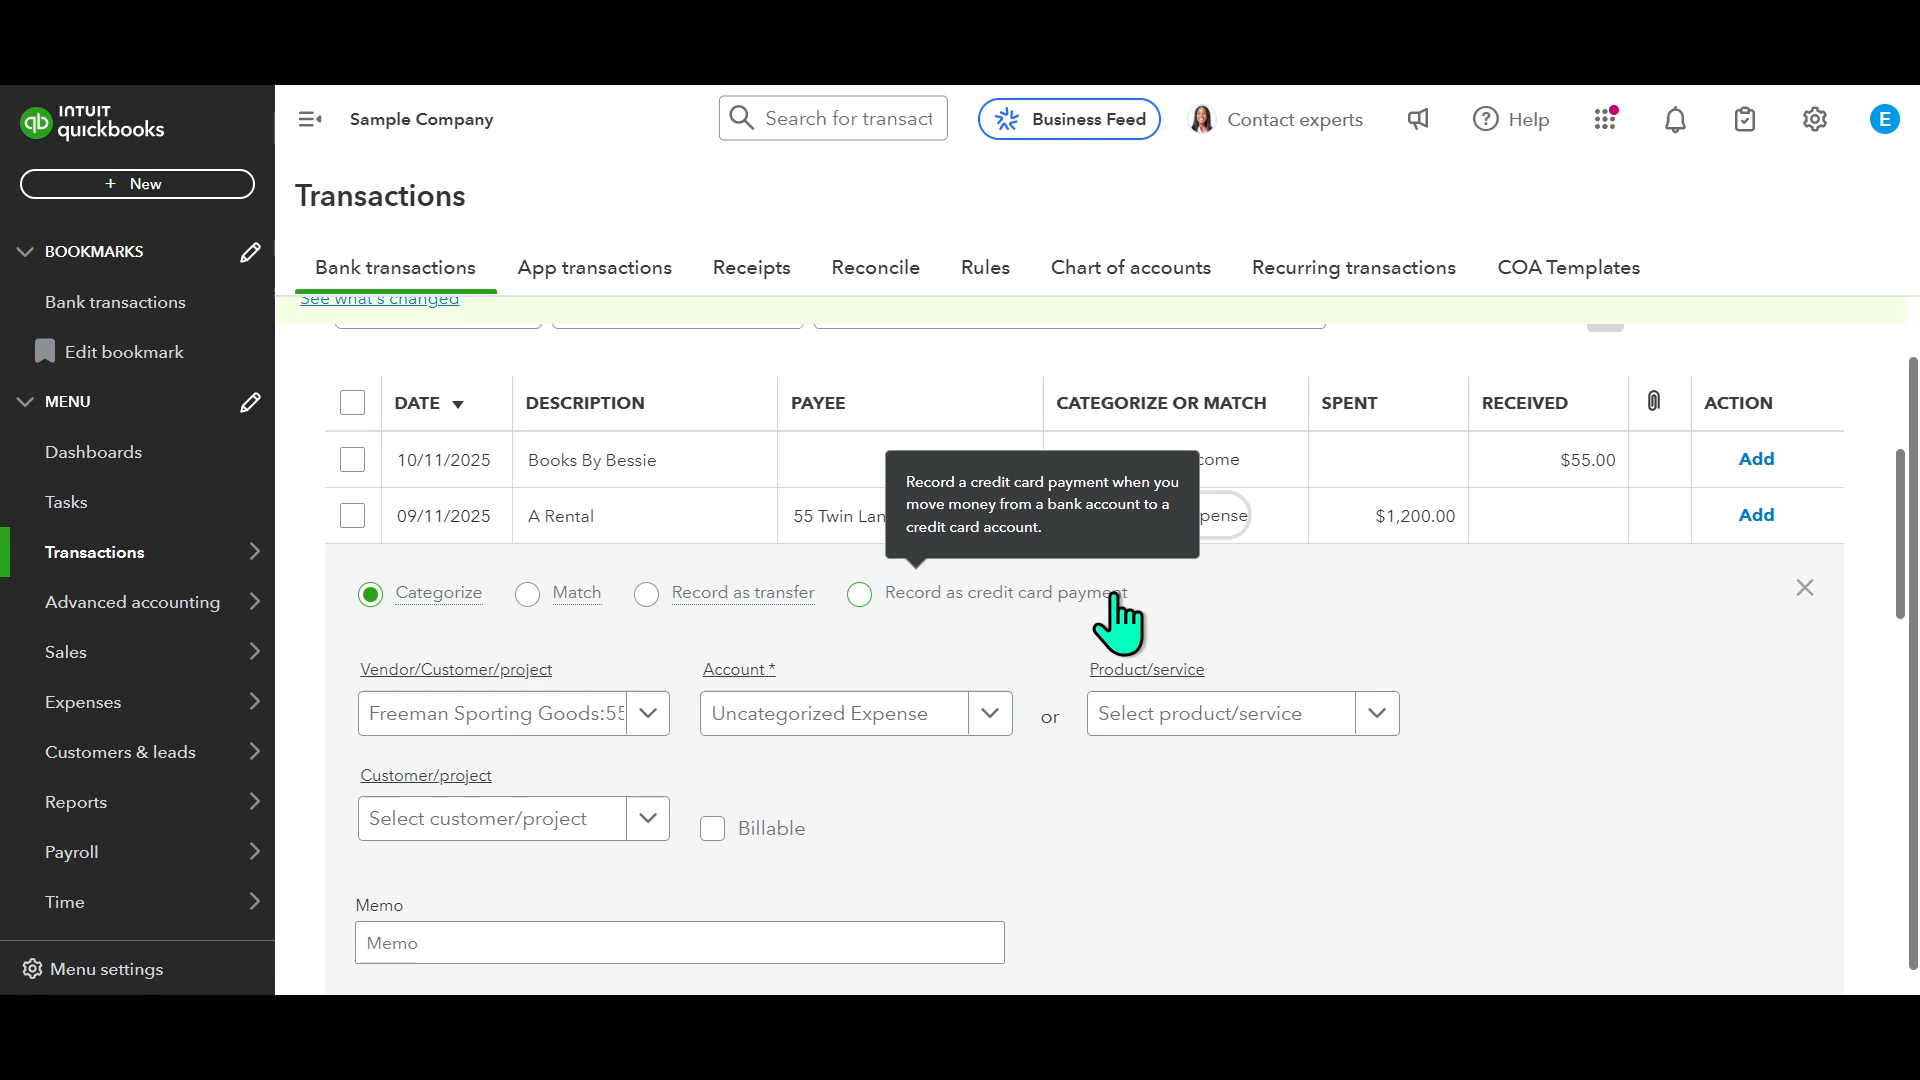 INTUIT
qb quickbooks
Sample Company
Search for transact
Business Feed
Contact experts
Help
E
+ New
Transactions
BOOKMARKS
Bank transactions
Edit bookmark
MENU
Dashboards
Tasks
Transactions
Advanced accounting
Sales
Expenses
Customers & leads
Reports
Payroll
Time
Menu settings
Bank transactions
App transactions
Receipts
Reconcile
Rules
Chart of accounts
Recurring transactions
COA Templates
See what's changed
DATE
DESCRIPTION
PAYEE
CATEGORIZE OR MATCH
SPENT
RECEIVED
ACTION
10/11/2025
Books By Bessie
come
$55.00
Add
09/11/2025
A Rental
55 Twin Lan
pense
$1,200.00
Add
Record a credit card payment when you
move money from a bank account to a
credit card account.
Categorize
Match
Record as transfer
Record as credit card payment
Vendor/Customer/project
Account *
Product/service
Freeman Sporting Goods:55
Uncategorized Expense
or
Select product/service
Customer/project
Select customer/project
Billable
Memo
Memo